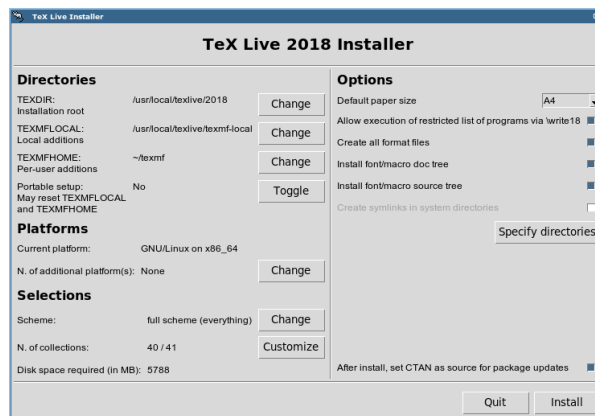 TeX Live Installer
TeX Live 2018 Installer
Directories
TEXDIR: /usr/local/texlive/2018 Change
Installation root
TEXMFLOCAL: /usr/local/texlive/texmf-local Change
Local additions
TEXMFHOME: ~/texmf Change
Per-user additions
Portable setup: No Toggle
May reset TEXMFLOCAL
and TEXMFHOME
Platforms
Current platform: GNU/Linux on x86_64
N. of additional platform(s): None Change
Selections
Scheme: full scheme (everything) Change
N. of collections: 40 / 41 Customize
Disk space required (in MB): 5788
Options
Default paper size A4
Allow execution of restricted list of programs via \write18
Create all format files
Install font/macro doc tree
Install font/macro source tree
Create symlinks in system directories
Specify directories
After install, set CTAN as source for package updates
Quit Install